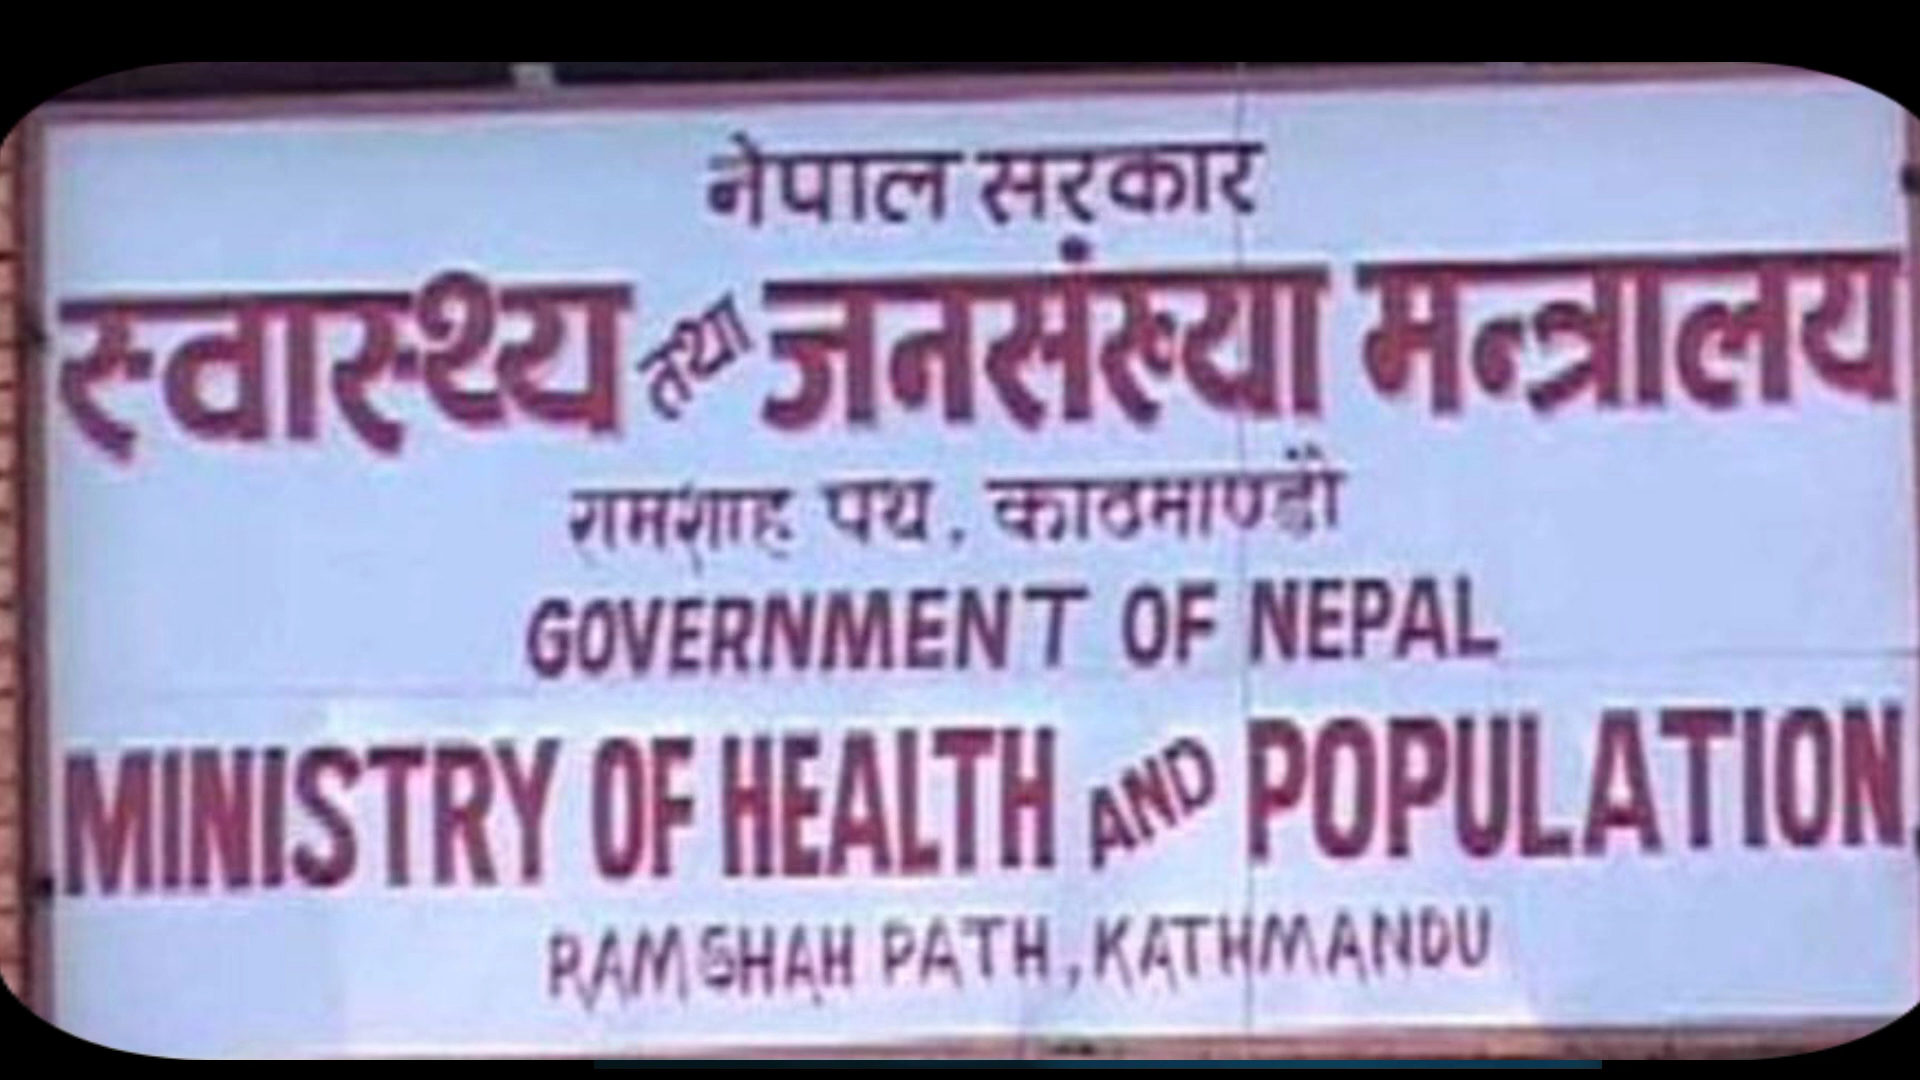 नेपाल सरकार
स्वास्थ्य तथा जनसंख्या मन्त्रालय
रामशाह पथ, काठमाण्डौं
GOVERNMENT OF NEPAL
MINISTRY OF HEALTH AND POPULATION
RAMSHAH PATH, KATHMANDU